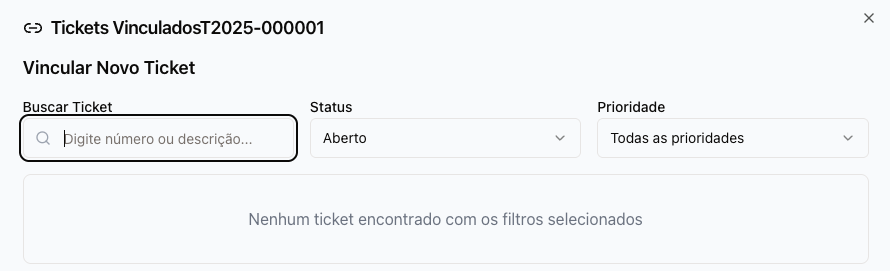 Tickets VinculadosT2025-000001
Vincular Novo Ticket
Buscar Ticket
Status
Prioridade
Digite número ou descrição...
Aberto
Todas as prioridades
Nenhum ticket encontrado com os filtros selecionados